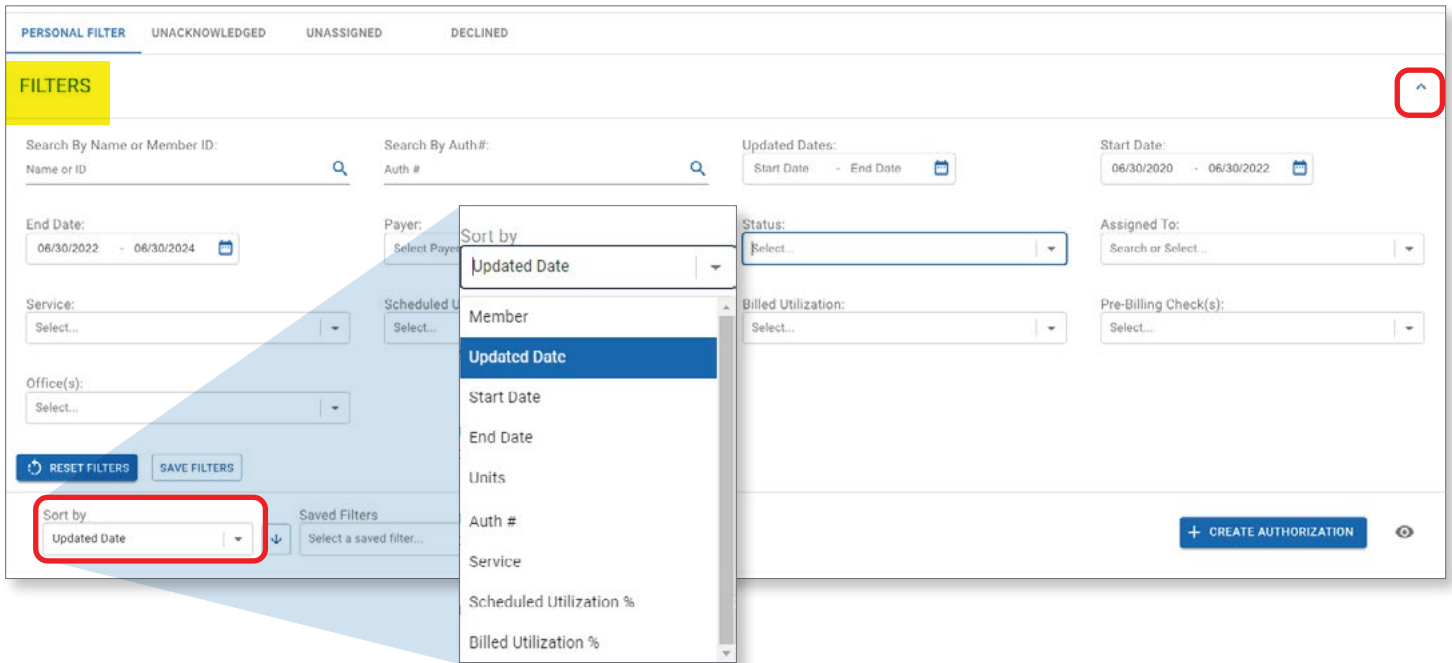 PERSONAL FILTER UNACKNOWLEDGED UNASSIGNED DECLINED
FILTERS
Search By Name or Member ID: Search By Auth#: Updated Dates: Start Date:
Name or ID Auth # Start Date - End Date 06/30/2020 - 06/30/2022
End Date: Payer: Status: Assigned To:
06/30/2022 - 06/30/2024 Select Payer Select... Search or Select...
Service: Scheduled U Billed Utilization: Pre-Billing Check(s):
Select... Select... Select... Select...
Office(s):
Select...
RESET FILTERS SAVE FILTERS
Sort by Saved Filters
Updated Date Select a saved filter... + CREATE AUTHORIZATION
Sort by
Updated Date
Member
Updated Date
Start Date
End Date
Units
Auth #
Service
Scheduled Utilization %
Billed Utilization %